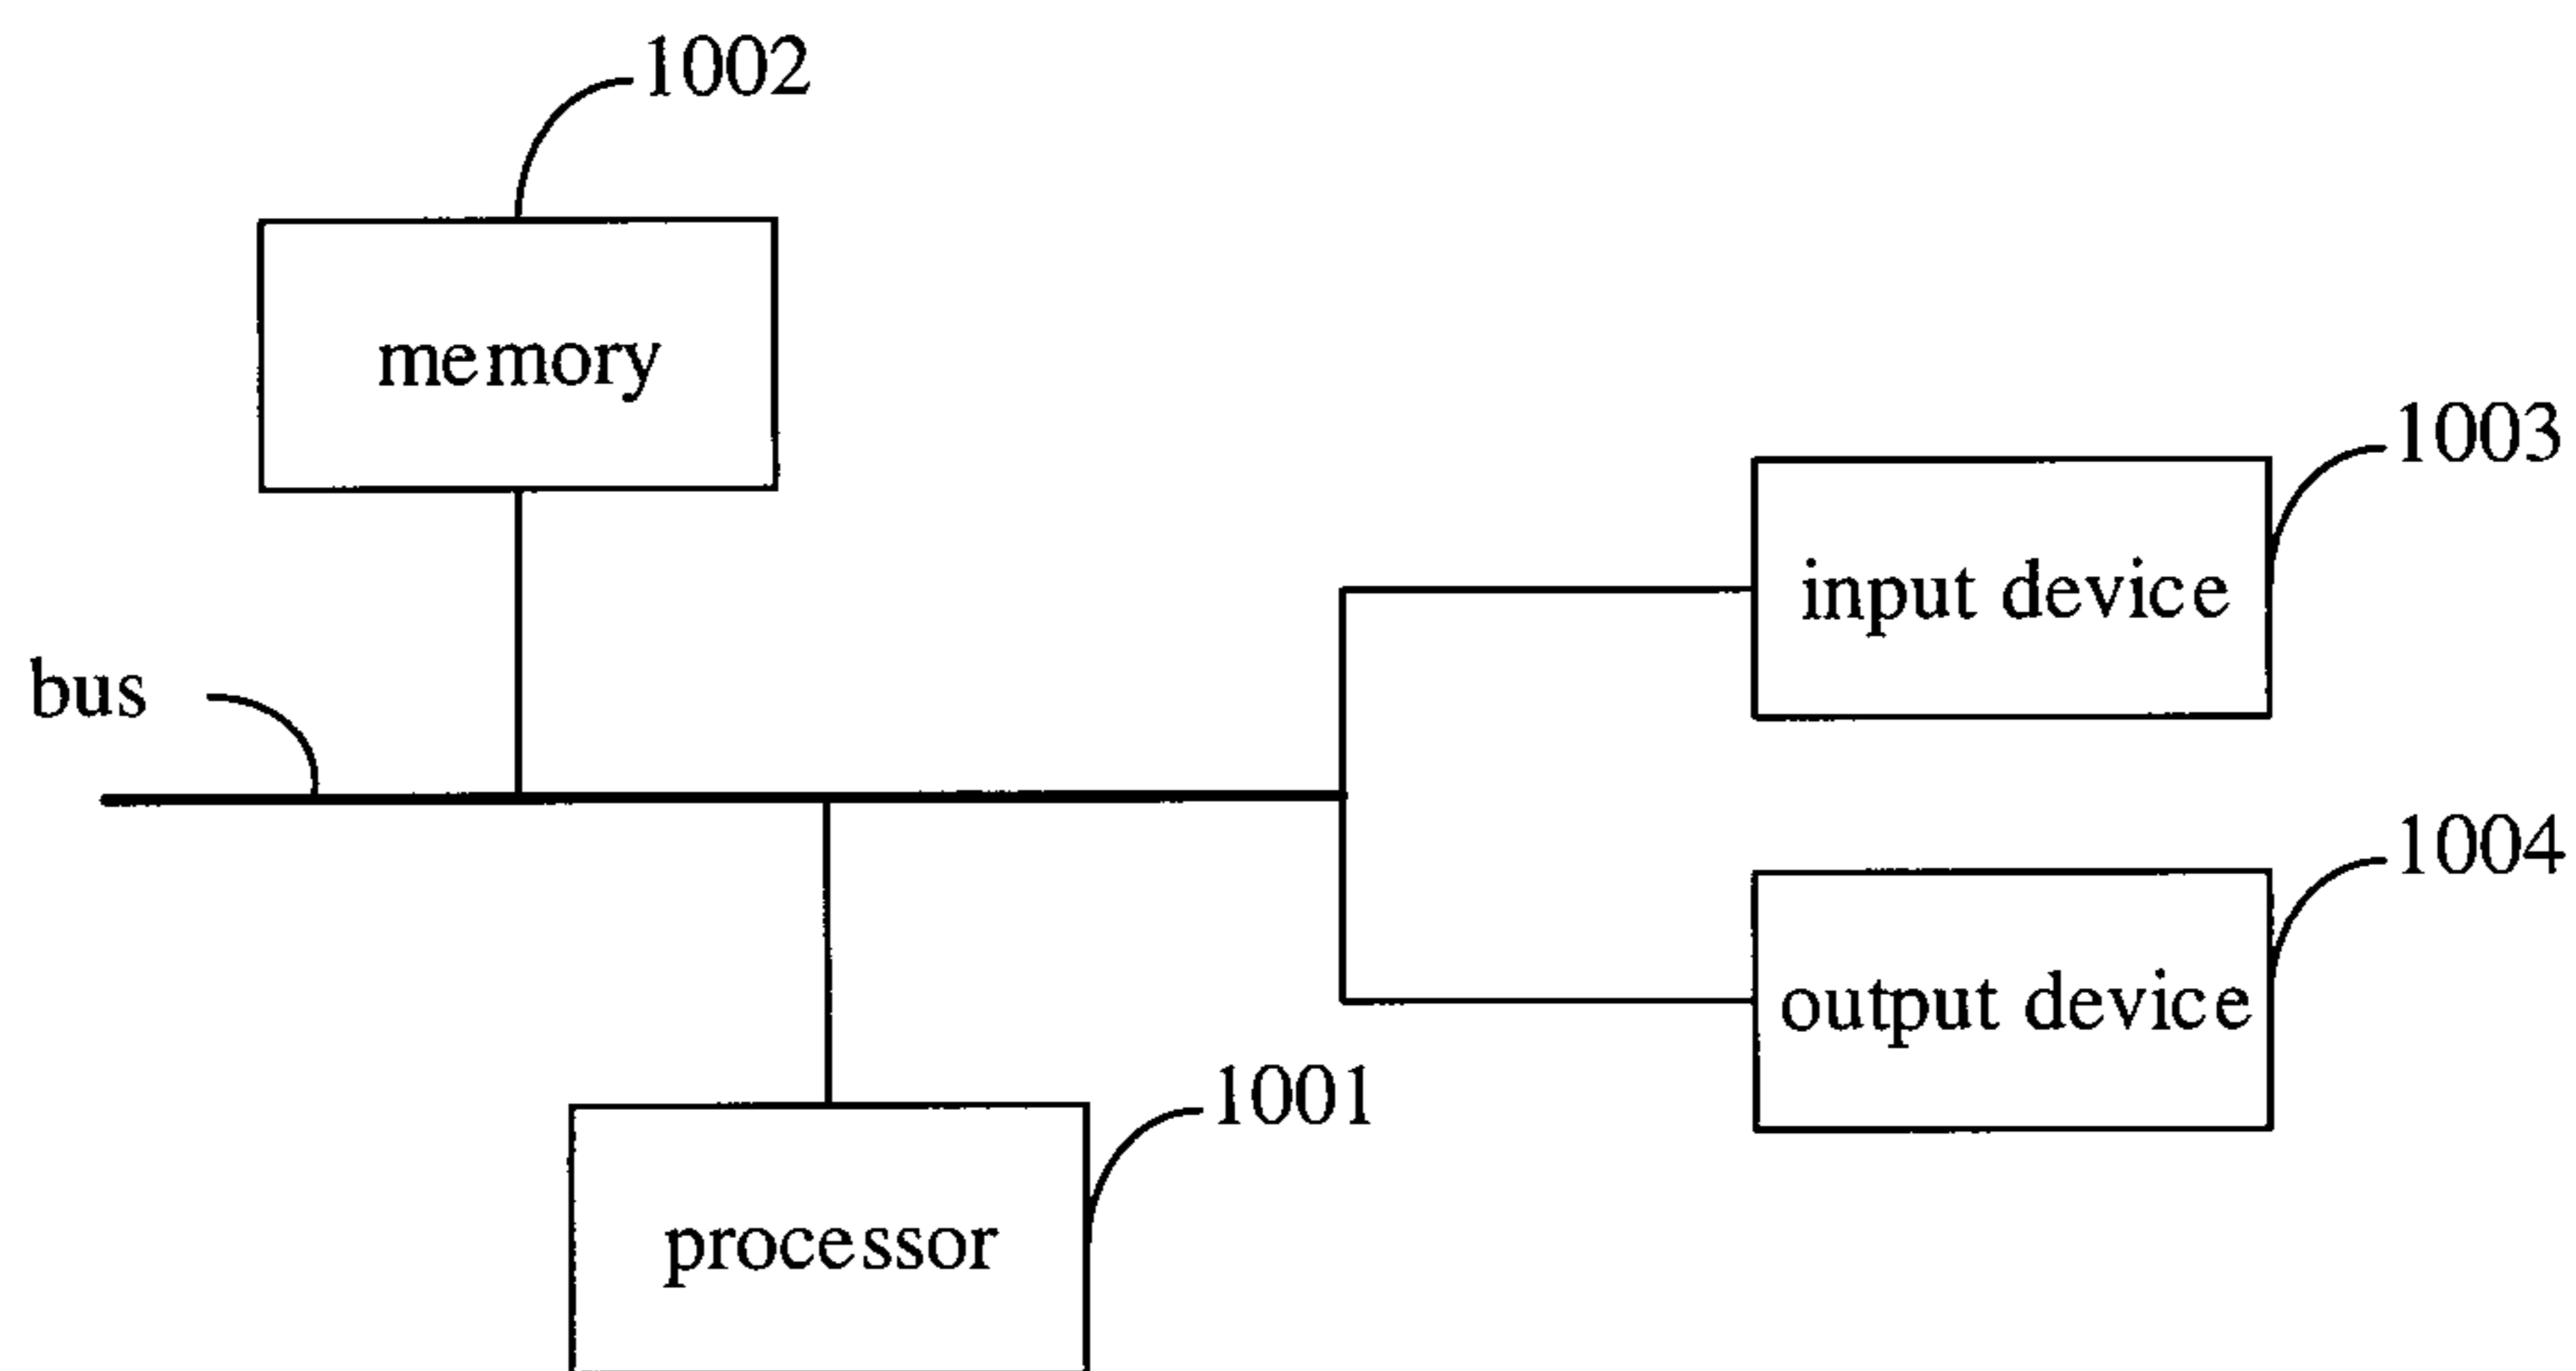 1002
memory
1003
input device
bus
1004
output device
1001
processor